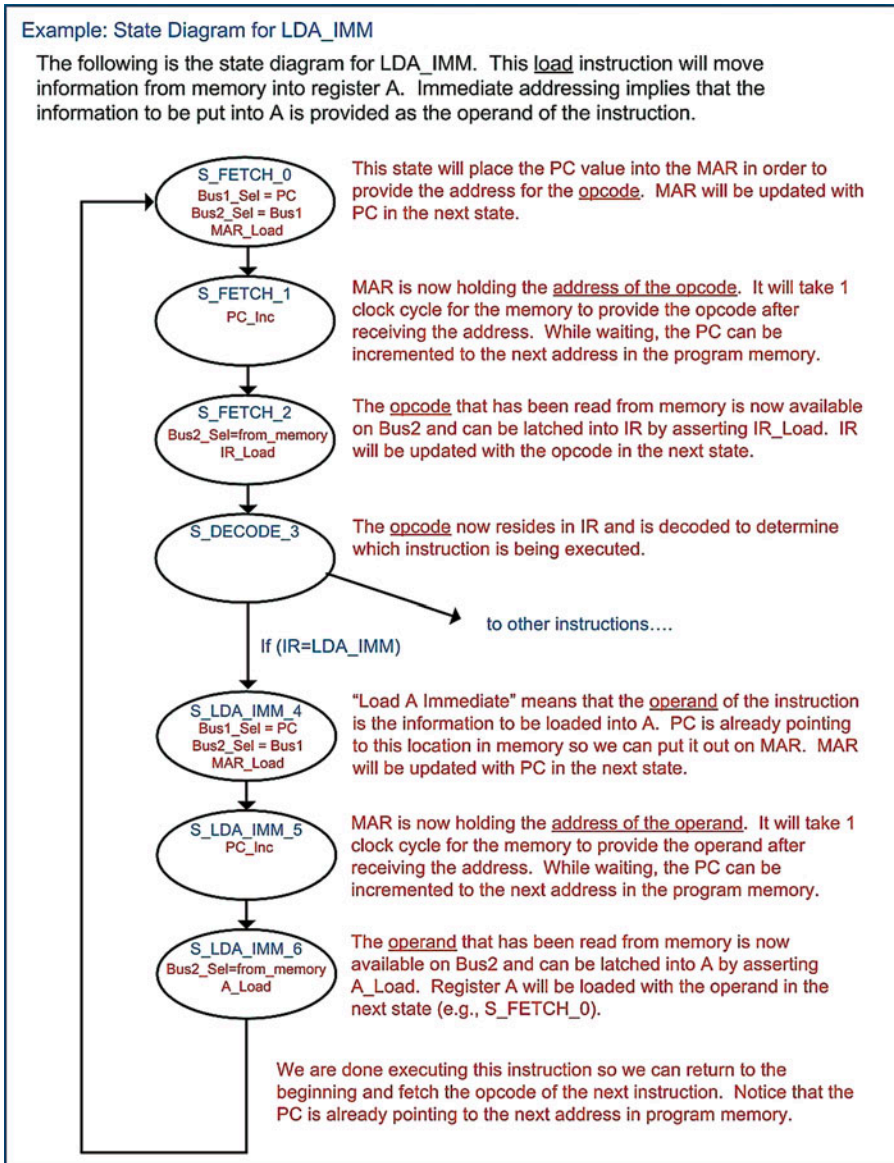 Example: State Diagram for LDA_IMM
The following is the state diagram for LDA_IMM. This load instruction will move
information from memory into register A. Immediate addressing implies that the
information to be put into A is provided as the operand of the instruction.
S_FETCH_0
Bus1_Sel = PC
Bus2_Sel = Bus1
MAR_Load
This state will place the PC value into the MAR in order to
provide the address for the opcode. MAR will be updated with
PC in the next state.
S_FETCH_1
PC_Inc
MAR is now holding the address of the opcode. It will take 1
clock cycle for the memory to provide the opcode after
receiving the address. While waiting, the PC can be
incremented to the next address in the program memory.
S_FETCH_2
Bus2_Sel=from_memory
IR_Load
The opcode that has been read from memory is now available
on Bus2 and can be latched into IR by asserting IR_Load. IR
will be updated with the opcode in the next state.
S_DECODE_3
The opcode now resides in IR and is decoded to determine
which instruction is being executed.
to other instructions....
If (IR=LDA_IMM)
S_LDA_IMM_4
Bus1_Sel = PC
Bus2_Sel = Bus1
MAR_Load
“Load A Immediate” means that the operand of the instruction
is the information to be loaded into A. PC is already pointing
to this location in memory so we can put it out on MAR. MAR
will be updated with PC in the next state.
S_LDA_IMM_5
PC_Inc
MAR is now holding the address of the operand. It will take 1
clock cycle for the memory to provide the operand after
receiving the address. While waiting, the PC can be
incremented to the next address in the program memory.
S_LDA_IMM_6
Bus2_Sel=from_memory
A_Load
The operand that has been read from memory is now
available on Bus2 and can be latched into A by asserting
A_Load. Register A will be loaded with the operand in the
next state (e.g., S_FETCH_0).
We are done executing this instruction so we can return to the
beginning and fetch the opcode of the next instruction. Notice that the
PC is already pointing to the next address in program memory.